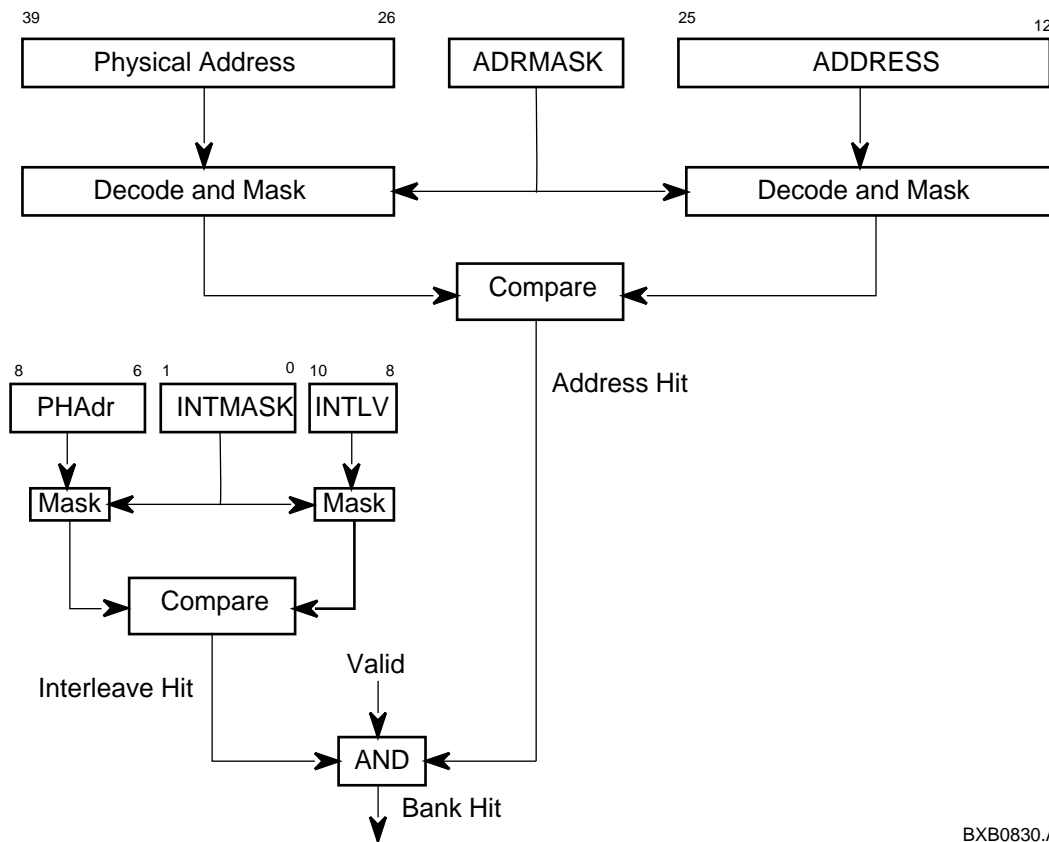 39 26 25 12
Physical Address ADRMASK ADDRESS
Decode and Mask Decode and Mask
Compare
Address Hit
8 6 1 0 10 8
PHAdr INTMASK INTLV
Mask Mask
Compare
Interleave Hit
Valid
AND
Bank Hit
BXB0830.A